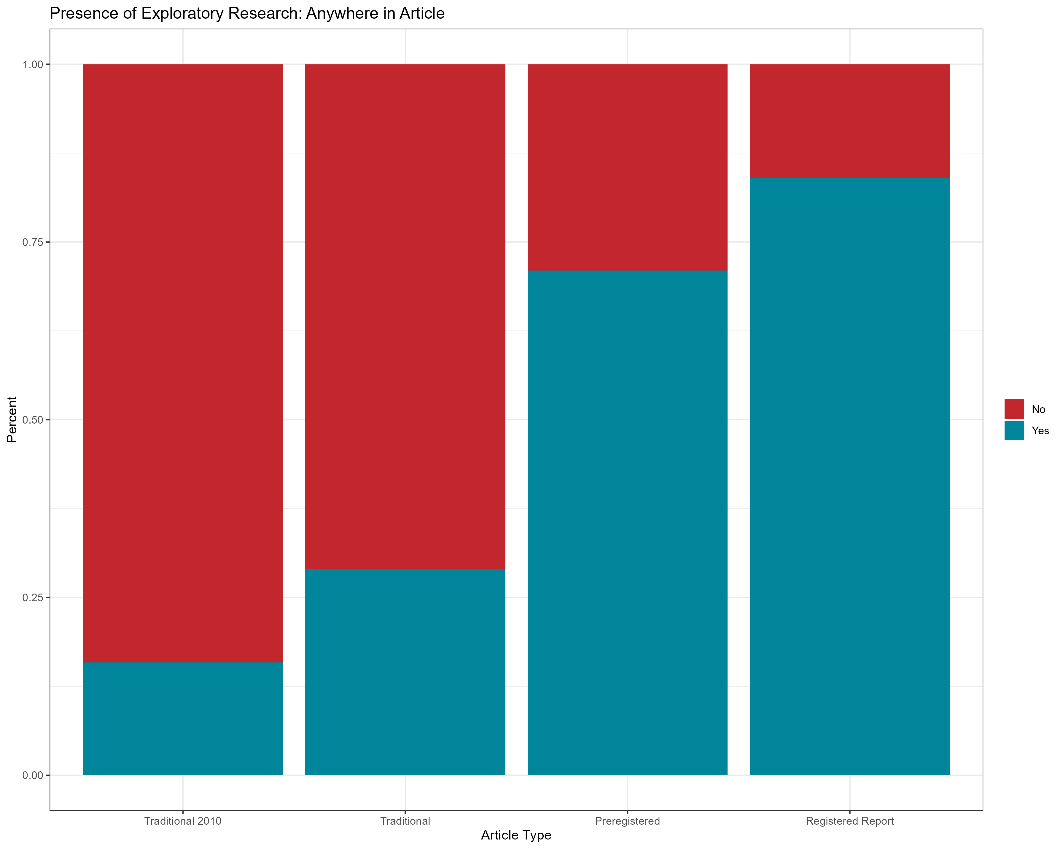 Presence of Exploratory Research: Anywhere in Article
1.00
0.75
0.50
0.25
0.00
Percent
Traditional 2010
Traditional
Preregistered
Registered Report
Article Type
No
Yes